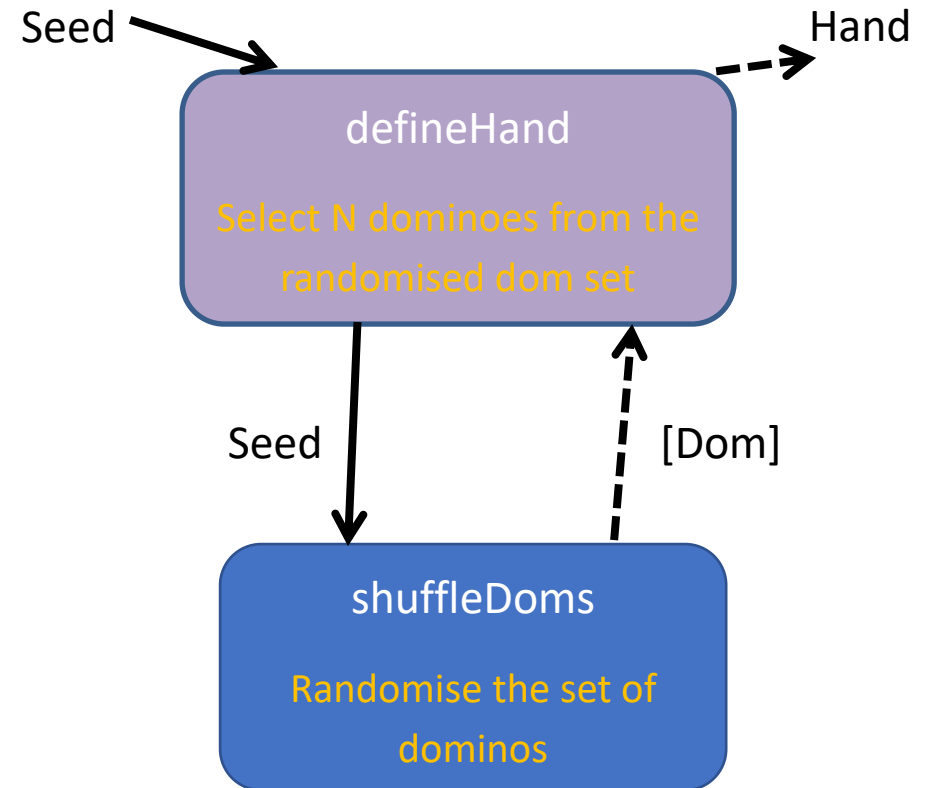 Seed
Hand
defineHand
Select N dominoes from the
randomised dom set
Seed
[Dom]
shuffleDoms
Randomise the set of
dominos